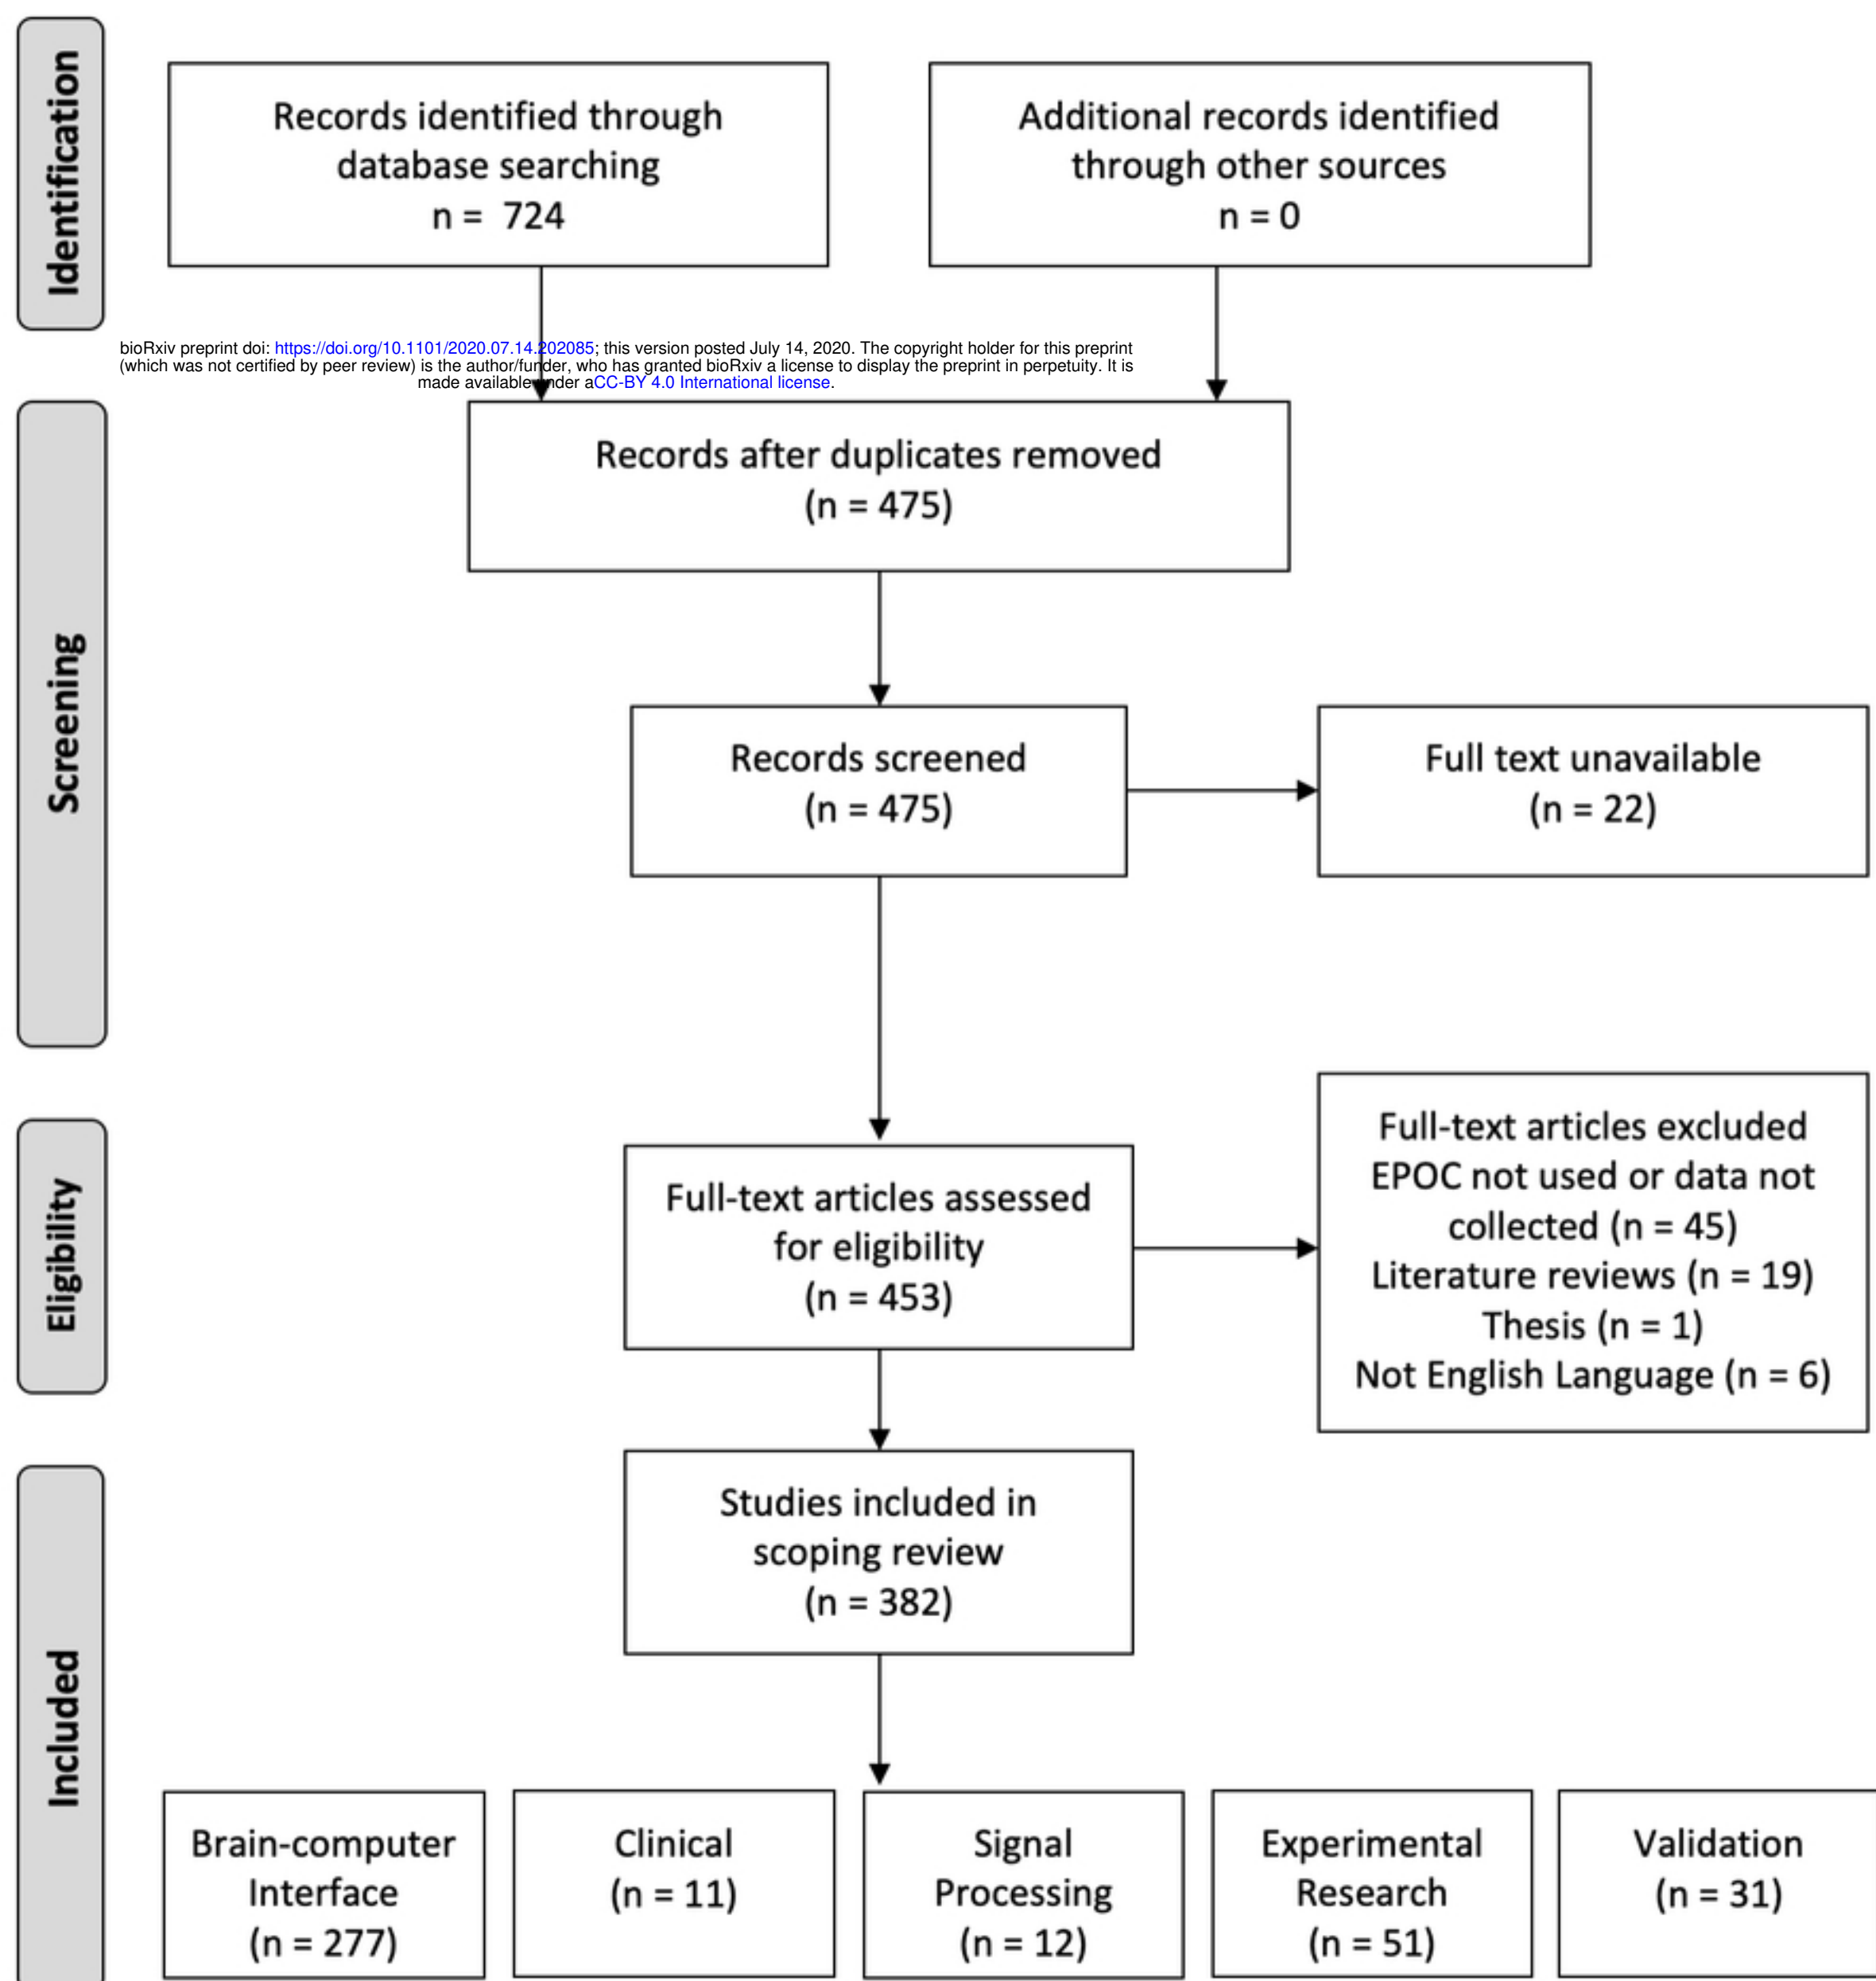 Identification
Records identified through
database searching
n =  724
Additional records identified
through other sources
n = 0
bioRxiv preprint doi: https://doi.org/10.1101/2020.07.14.202085; this version posted July 14, 2020. The copyright holder for this preprint
(which was not certified by peer review) is the author/funder, who has granted bioRxiv a license to display the preprint in perpetuity. It is
made available under aCC-BY 4.0 International license.
Screening
Records after duplicates removed
(n = 475)
Records screened
(n = 475)
Full text unavailable
(n = 22)
Eligibility
Full-text articles assessed
for eligibility
(n = 453)
Full-text articles excluded
EPOC not used or data not
collected (n = 45)
Literature reviews (n = 19)
Thesis (n = 1)
Not English Language (n = 6)
Included
Studies included in
scoping review
(n = 382)
Brain-computer
Interface
(n = 277)
Clinical
(n = 11)
Signal
Processing
(n = 12)
Experimental
Research
(n = 51)
Validation
(n = 31)